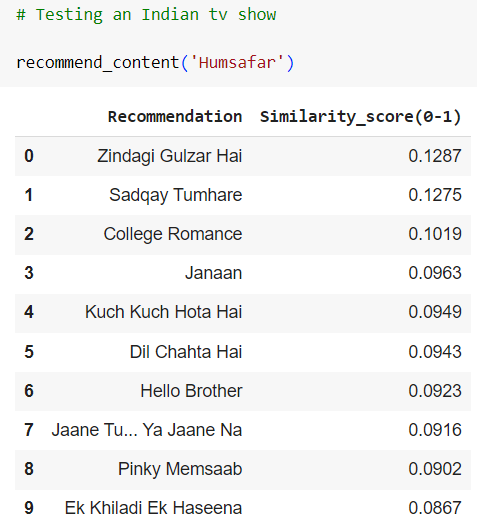 # Testing an Indian tv show
recommend_content('Humsafar')
Recommendation Similarity_score(0-1)
0 Zindagi Gulzar Hai 0.1287
1 Sadqay Tumhare 0.1275
2 College Romance 0.1019
3 Janaan 0.0963
4 Kuch Kuch Hota Hai 0.0949
5 Dil Chahta Hai 0.0943
6 Hello Brother 0.0923
7 Jaane Tu... Ya Jaane Na 0.0916
8 Pinky Memsaab 0.0902
9 Ek Khiladi Ek Haseena 0.0867